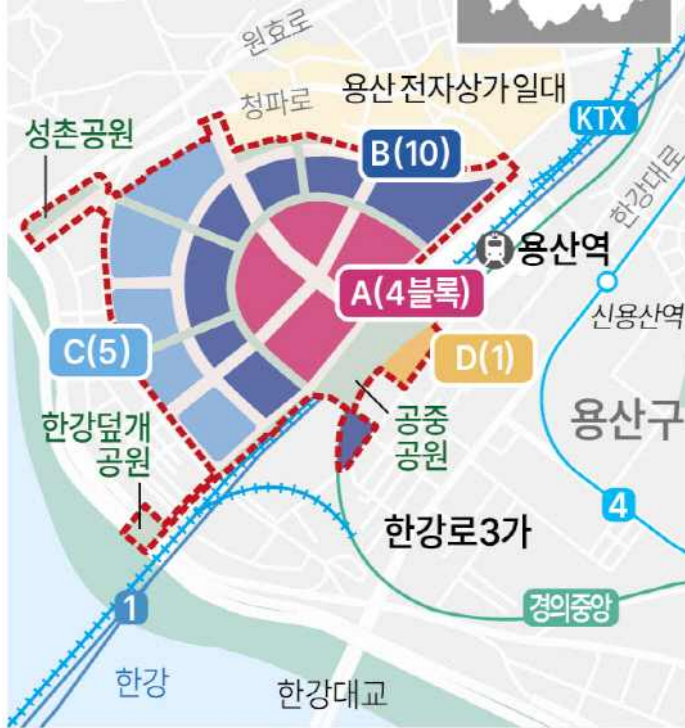 원효로
청파로
용산 전자상가 일대
KTX
성촌공원
B(10)
한강대로
용산역
A(4블록)
신용산역
C(5)
D(1)
한강덮개
공원
공중
공원
용산구
4
한강로3가
1
경의중앙
한강
한강대교